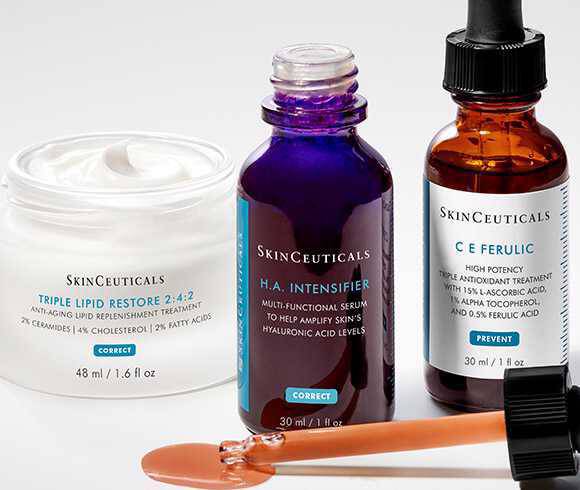 SKINCEUTICALS
TRIPLE LIPID RESTORE 2:4:2
ANTI-AGING LIPID REPLENISHMENT TREATMENT
2% CERAMIDES | 4% CHOLESTEROL | 2% FATTY ACIDS
CORRECT
48 ml / 1.6 fl oz
SKINCEUTICALS
SKINCEUTICALS
H.A. INTENSIFIER
MULTI-FUNCTIONAL SERUM
TO HELP AMPLIFY SKIN'S
HYALURONIC ACID LEVELS
CORRECT
30 ml / 1 fl oz
SKINCEUTICALS
C E FERULIC
HIGH POTENCY
TRIPLE ANTIOXIDANT TREATMENT
WITH 15% L-ASCORBIC ACID,
1% ALPHA TOCOPHEROL,
AND 0.5% FERULIC ACID
PREVENT
30 ml / 1 fl oz